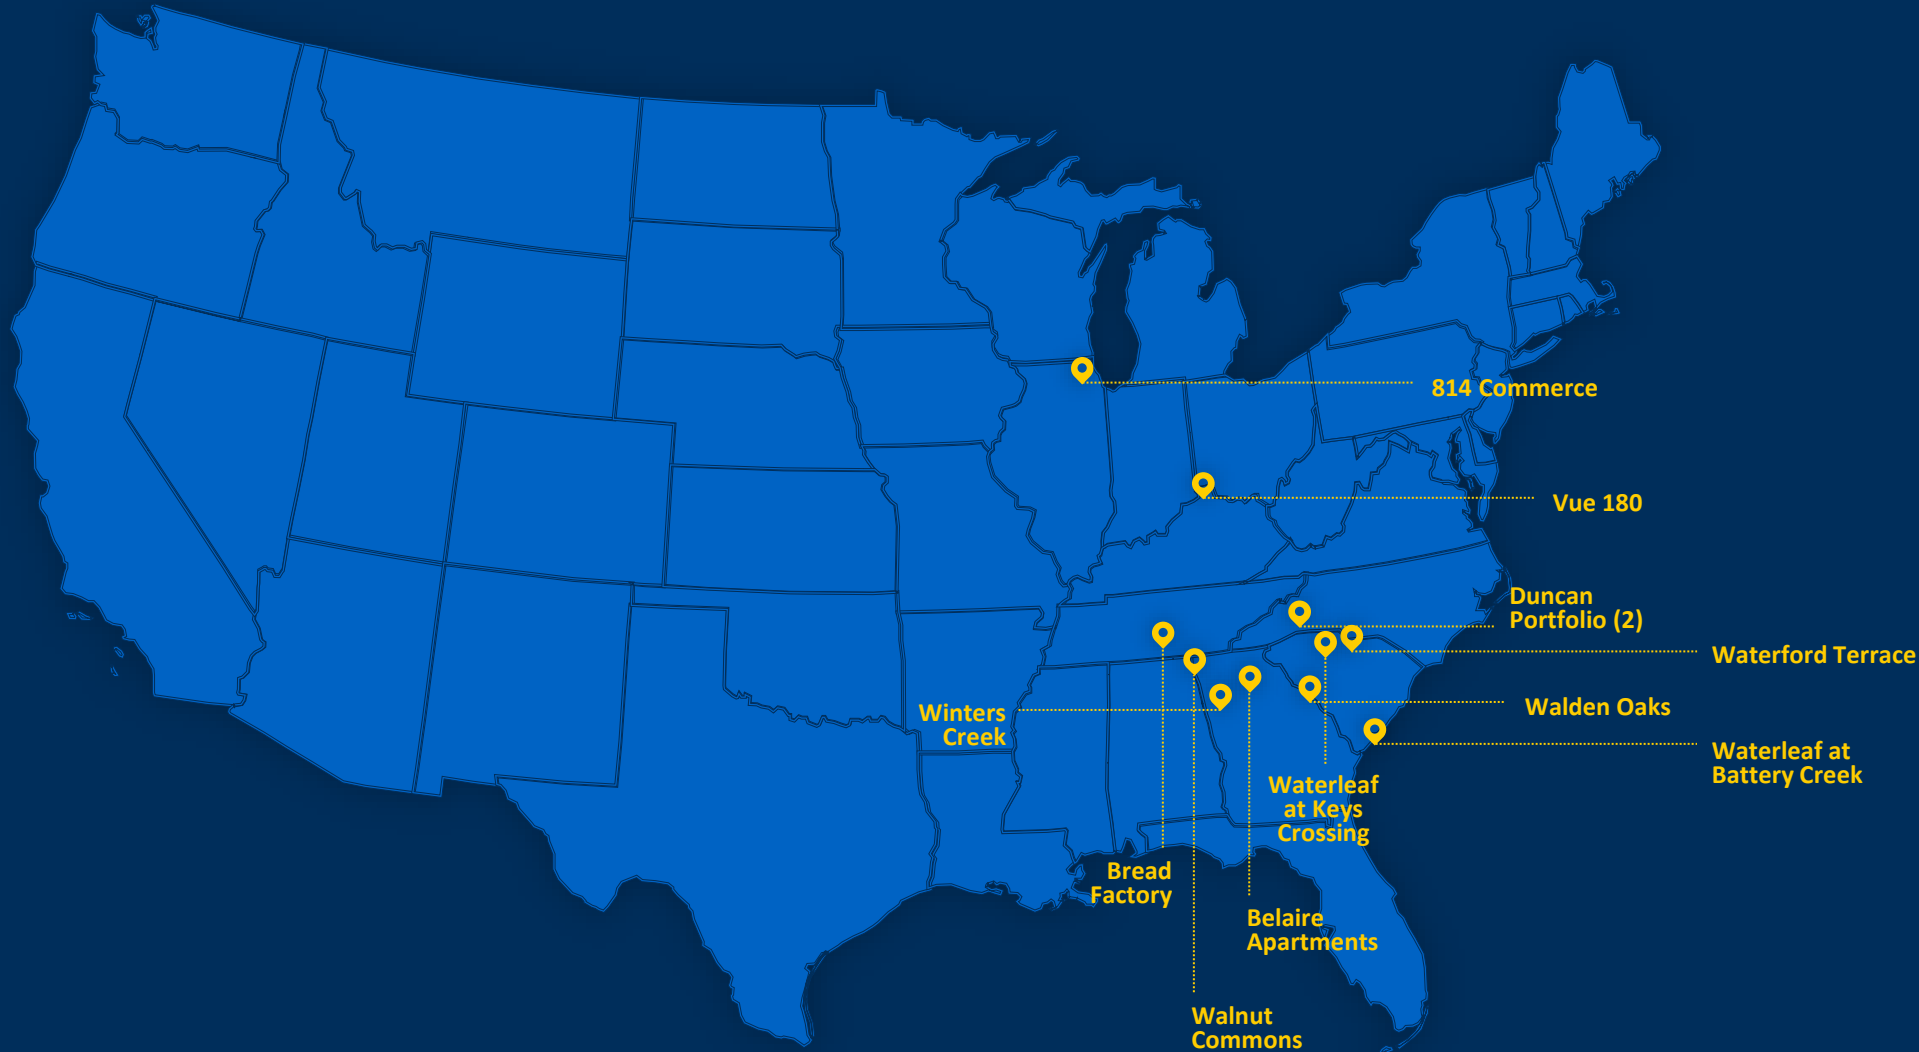 814 Commerce
Vue 180
Duncan
Portfolio (2)
Waterford Terrace
Walden Oaks
Winters
Creek
Waterleaf at
Battery Creek
Waterleaf
at Keys
Crossing
Bread
Factory
Belaire
Apartments
Walnut
Commons